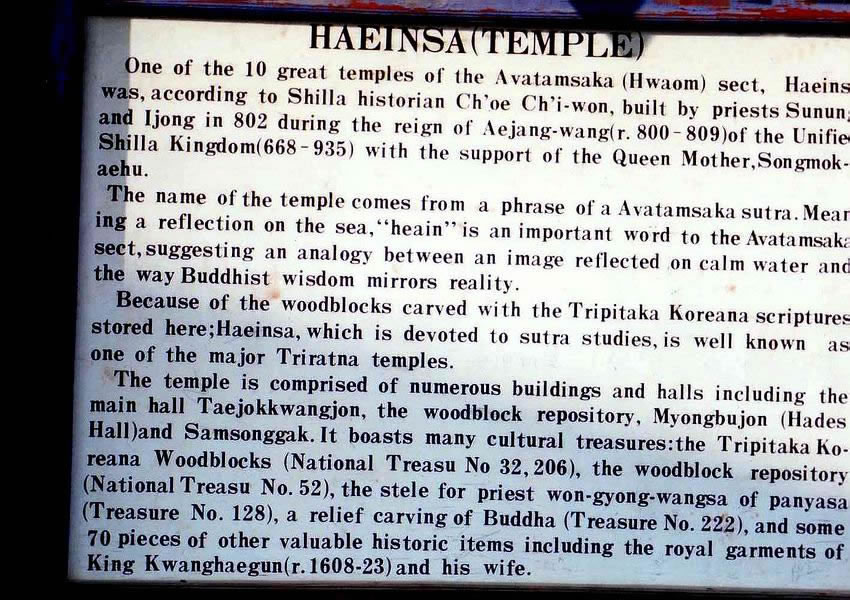 HAEINSA(TEMPLE)
One of the 10 great temples of the Avatamsaka (Hwaom) sect, Haeins
was, according to Shilla historian Ch'oe Ch'i-won, built by priests Sunung
and Ijong in 802 during the reign of Aejang-wang(r. 800-809)of the Unifie
Shilla Kingdom(668-935) with the support of the Queen Mother,Songmok-
aehu.
The name of the temple comes from a phrase of a Avatamsaka sutra. Mean
ing a reflection on the sea,"heain" is an important word to the Avatamsaka
sect, suggesting an analogy between an image reflected on calm water and
the way Buddhist wisdom mirrors reality.
Because of the woodblocks carved with the Tripitaka Koreana scriptures
stored here;Haeinsa, which is devoted to sutra studies, is well known as
one of the major Triratna temples.
The temple is comprised of numerous buildings and halls including the
main hall Taejokkwangjon, the woodblock repository, Myongbujon (Hades
Hall)and Samsonggak. It boasts many cultural treasures:the Tripitaka Ko-
reana Woodblocks (National Treasu No 32, 206), the woodblock repository
(National Treasu No. 52), the stele for priest won-gyong-wangsa of panyasa
(Treasure No. 128), a relief carving of Buddha (Treasure No. 222), and some
70 pieces of other valuable historic items including the royal garments of
King Kwanghaegun(r. 1608-23) and his wife.